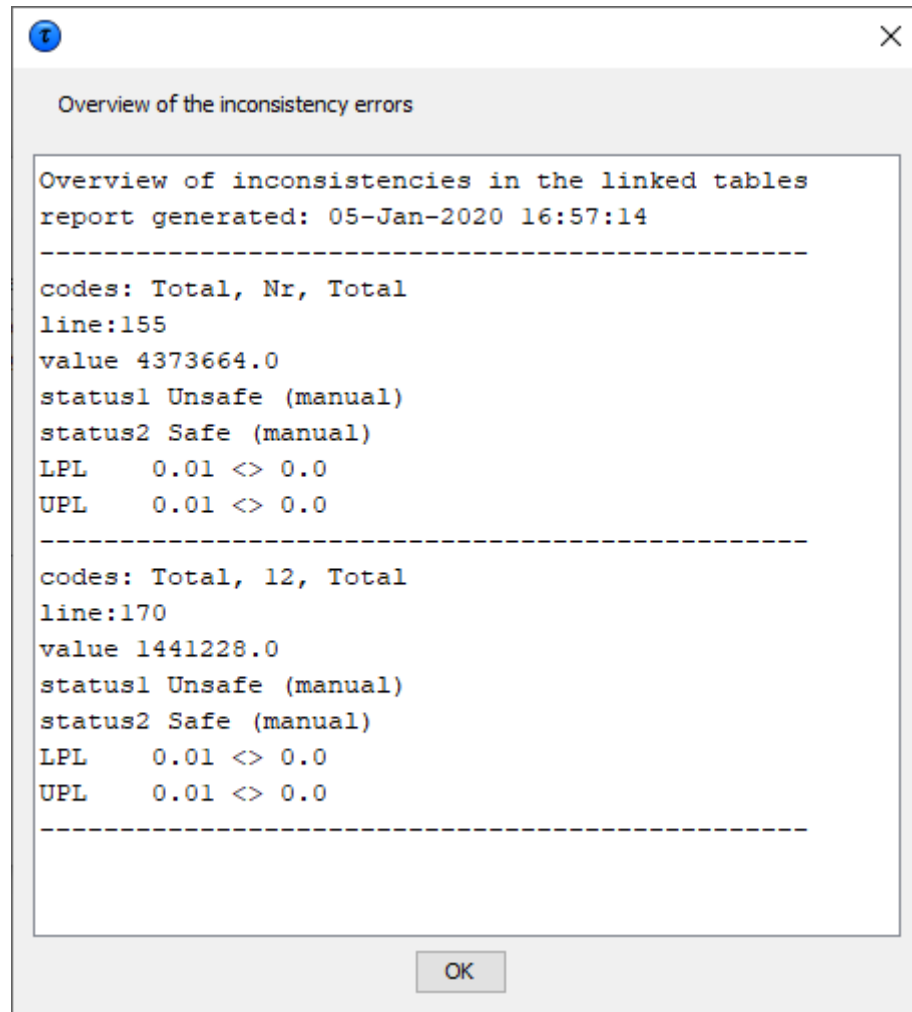 τ
Overview of the inconsistency errors
Overview of inconsistencies in the linked tables
report generated: 05-Jan-2020 16:57:14
------------------------------------------------
codes: Total, Nr, Total
line:155
value 4373664.0
status1 Unsafe (manual)
status2 Safe (manual)
LPL    0.01 <> 0.0
UPL    0.01 <> 0.0
------------------------------------------------
codes: Total, 12, Total
line:170
value 1441228.0
status1 Unsafe (manual)
status2 Safe (manual)
LPL    0.01 <> 0.0
UPL    0.01 <> 0.0
------------------------------------------------
OK